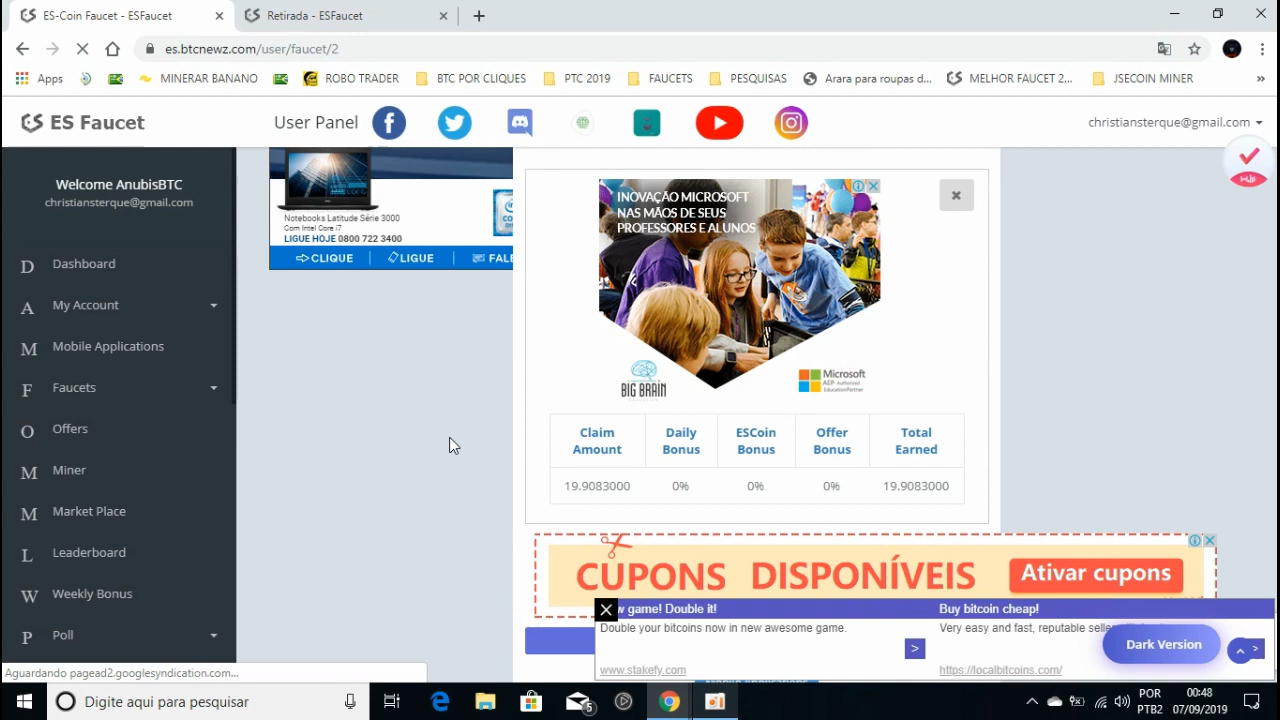 ES-Coin Faucet - ESFaucet
Retirada - ESFaucet
es.btcnewz.com/user/faucet/2
Apps
MINERAR BANANO
ROBO TRADER
BTC POR CLIQUES
PTC 2019
FAUCETS
PESQUISAS
Arara para roupas d...
MELHOR FAUCET 2...
JSECOIN MINER
ES Faucet
User Panel
christiansterque@gmail.com
Welcome AnubisBTC
christiansterque@gmail.com
D Dashboard
A My Account
M Mobile Applications
F Faucets
O Offers
M Miner
M Market Place
L Leaderboard
W Weekly Bonus
P Poll
Notebooks Latitude Série 3000
Com Intel Core i7
LIGUE HOJE 0800 722 3400
CLIQUE
LIGUE
FALE
INOVAÇÃO MICROSOFT
NAS MÃOS DE SEUS
PROFESSORES E ALUNOS
BIG BRAIN
Microsoft
AEP Authorized
Education Partner
Claim Amount
Daily Bonus
ESCoin Bonus
Offer Bonus
Total Earned
19.9083000 0% 0% 0% 19.9083000
CUPONS DISPONÍVEIS
Ativar cupons
w game! Double it!
Double your bitcoins now in new awesome game.
www.stakefy.com
Buy bitcoin cheap!
Very easy and fast, reputable selle
https://localbitcoins.com/
Dark Version
Aguardando pagead2.googlesyndication.com...
Digite aqui para pesquisar
5
POR
PTB2
00:48
07/09/2019